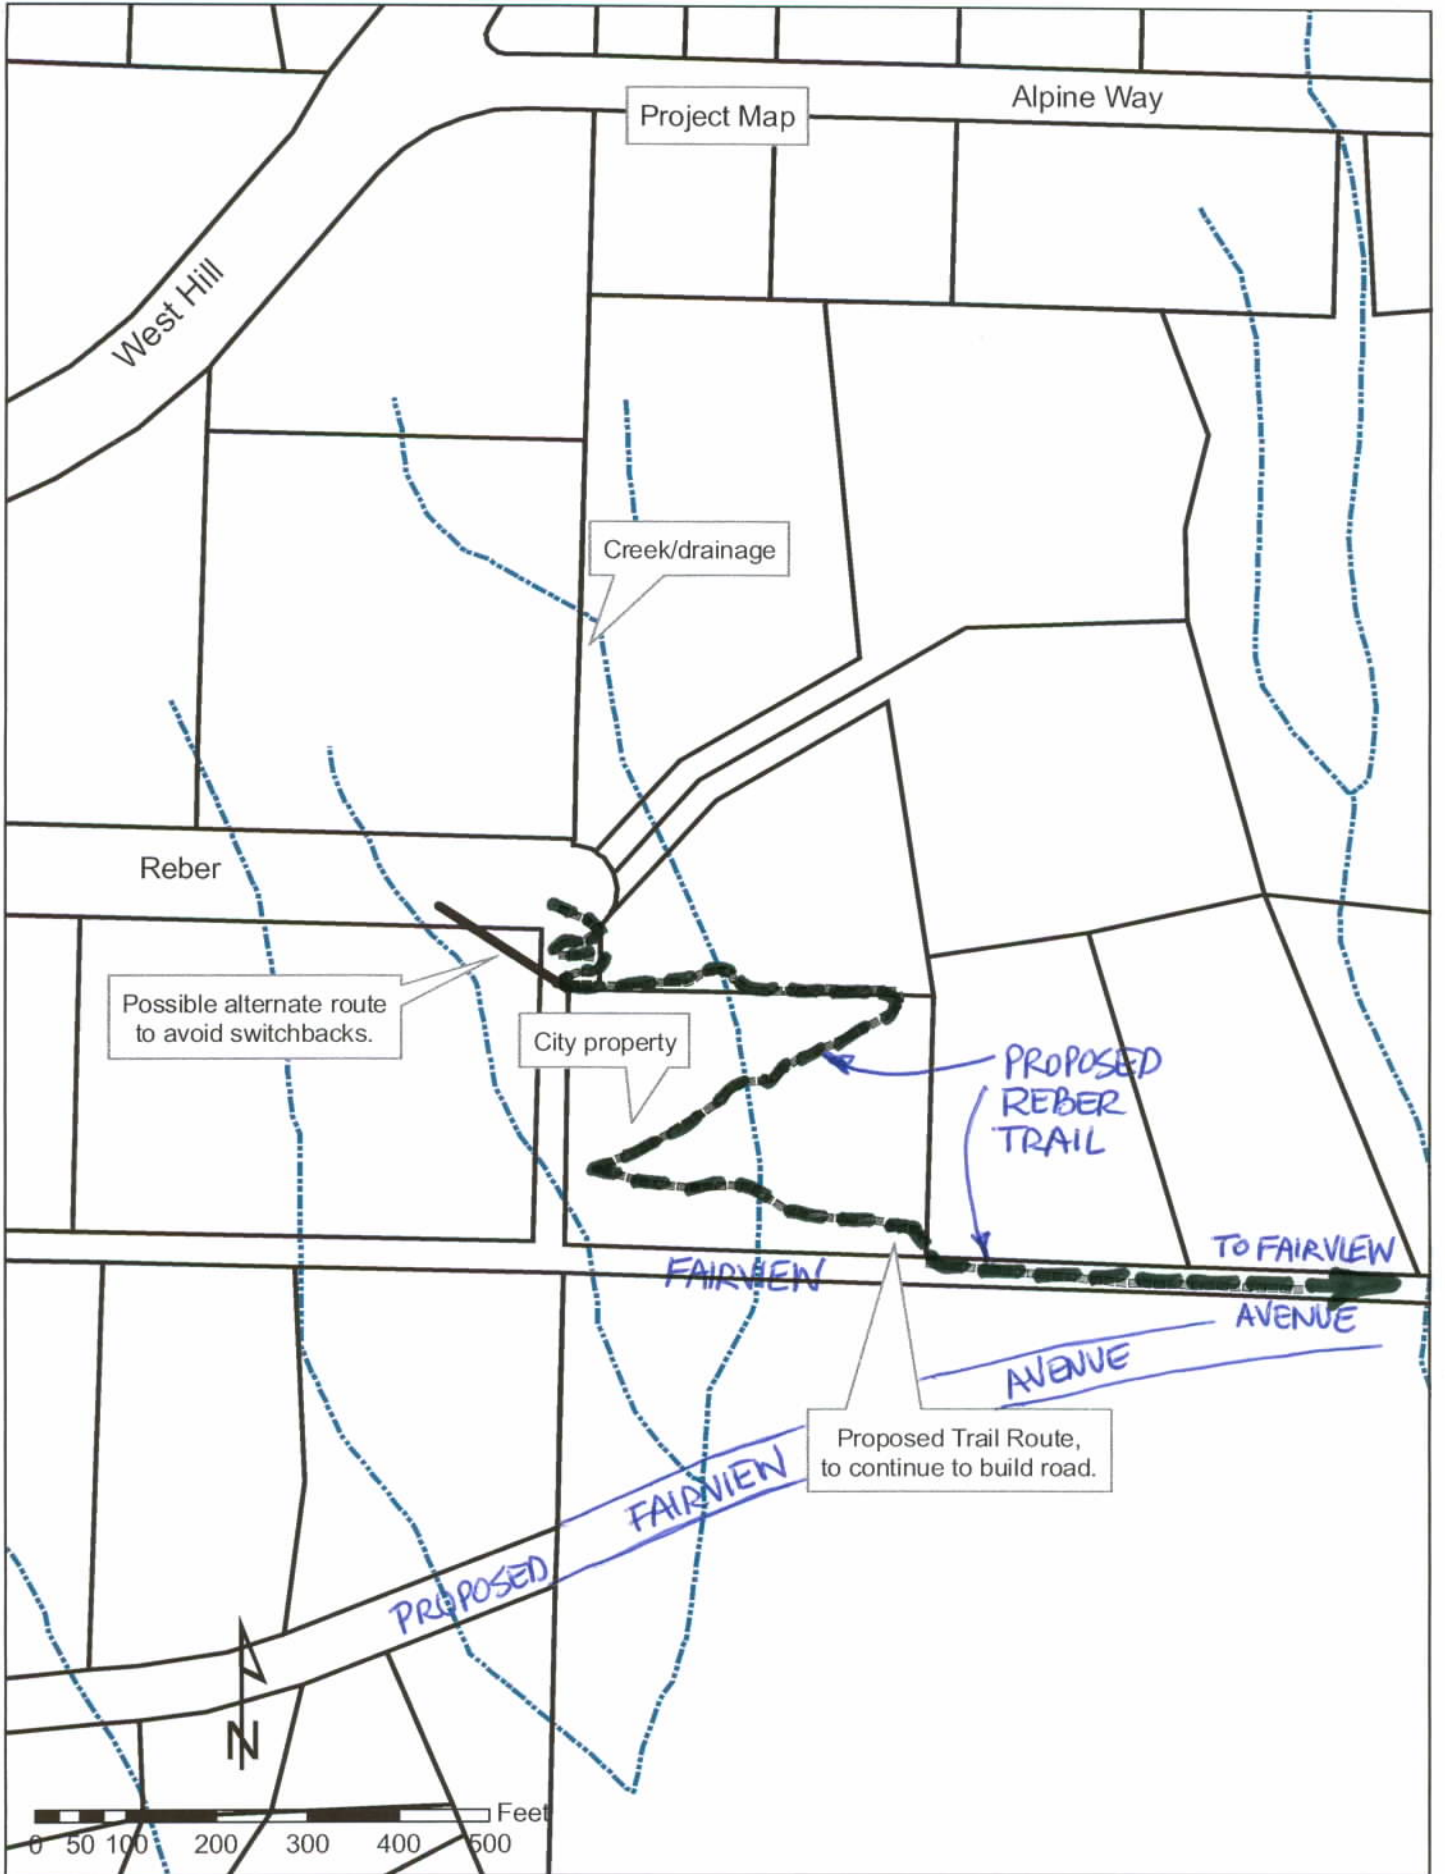 Alpine Way
Project Map
West Hill
Creek/drainage
Reber
Possible alternate route
to avoid switchbacks.
City property
PROPOSED
REBER
TRAIL
TO FAIRVIEW
AVENUE
FAIRVIEW
AVENUE
Proposed Trail Route,
to continue to build road.
FAIRVIEW
PROPOSED
N
Feet
0 50 100 200 300 400 500